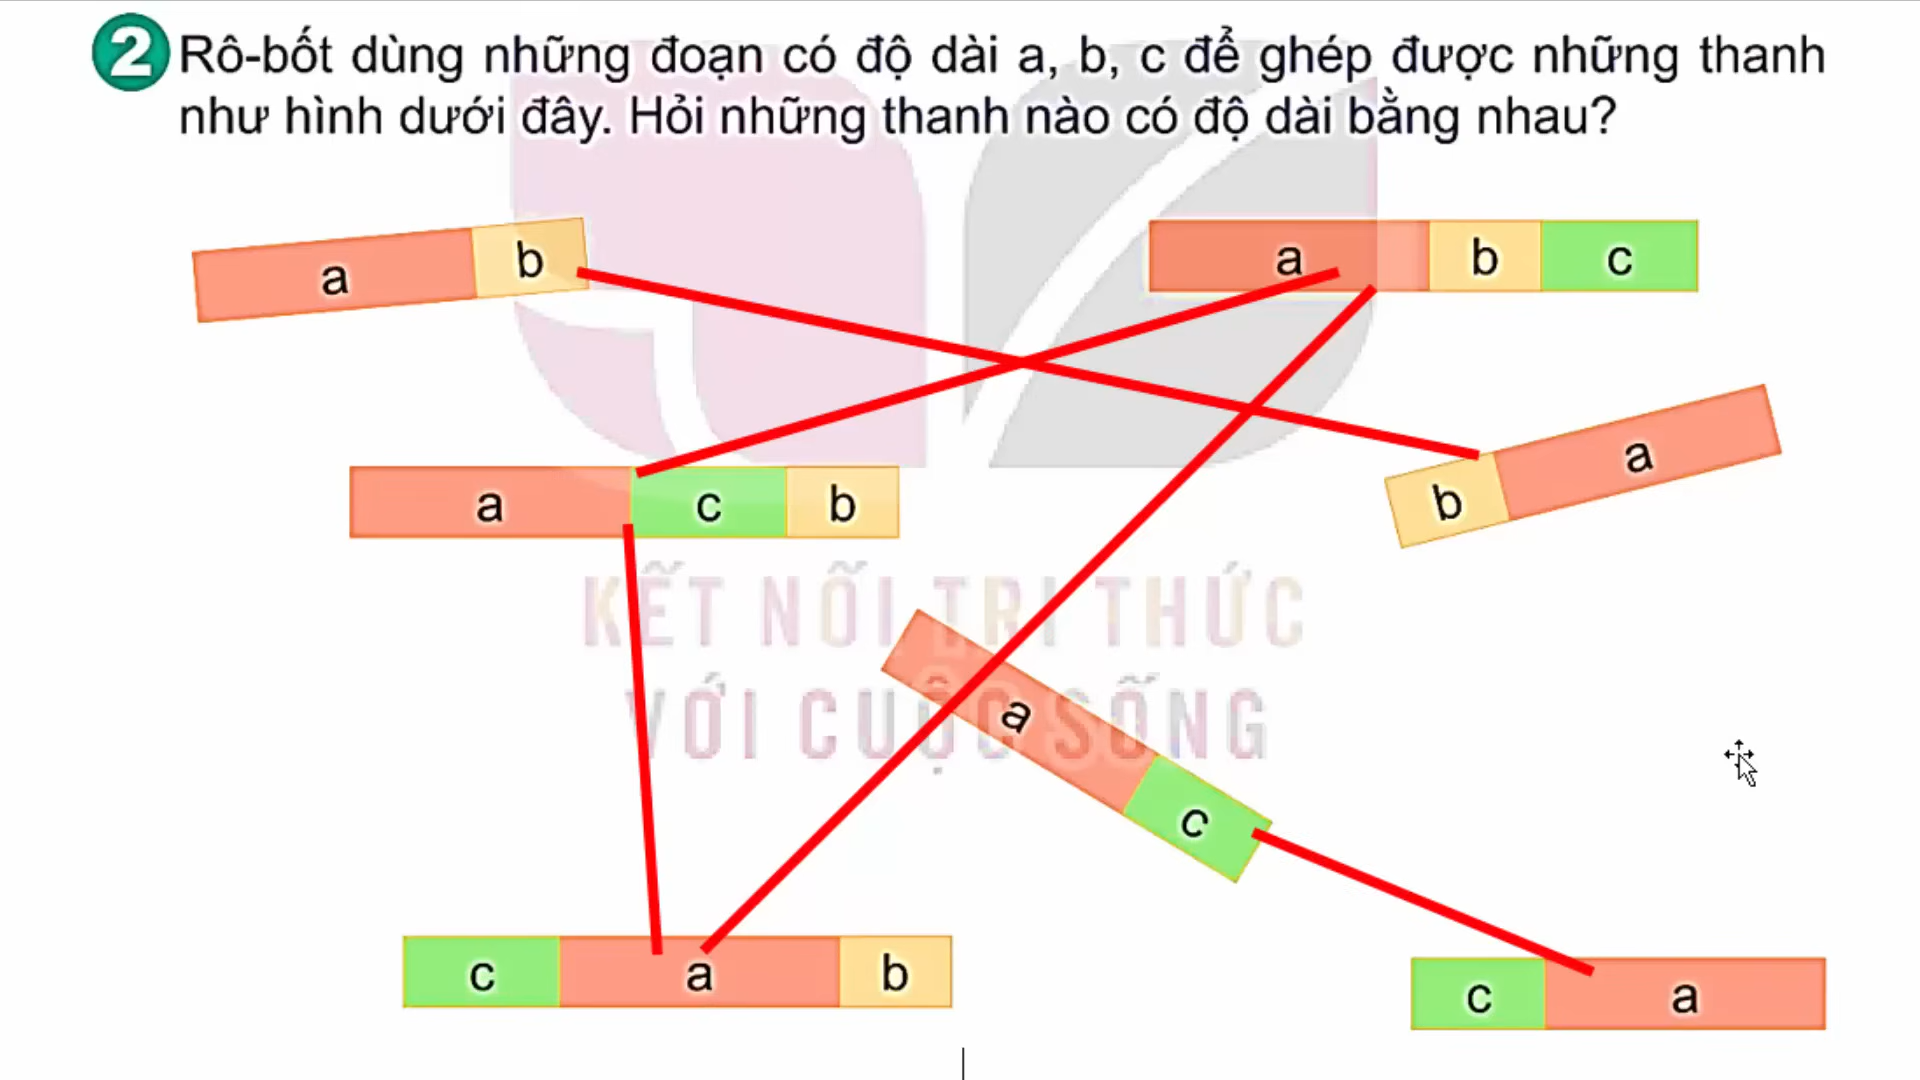 2 Rô-bốt dùng những đoạn có độ dài a, b, c để ghép được những thanh
như hình dưới đây. Hỏi những thanh nào có độ dài bằng nhau?
a b
a b c
b a
a c b
KẾT NỐI TRI THỨC
VỚI CUỘC SỐNG
a c
c a b
c a